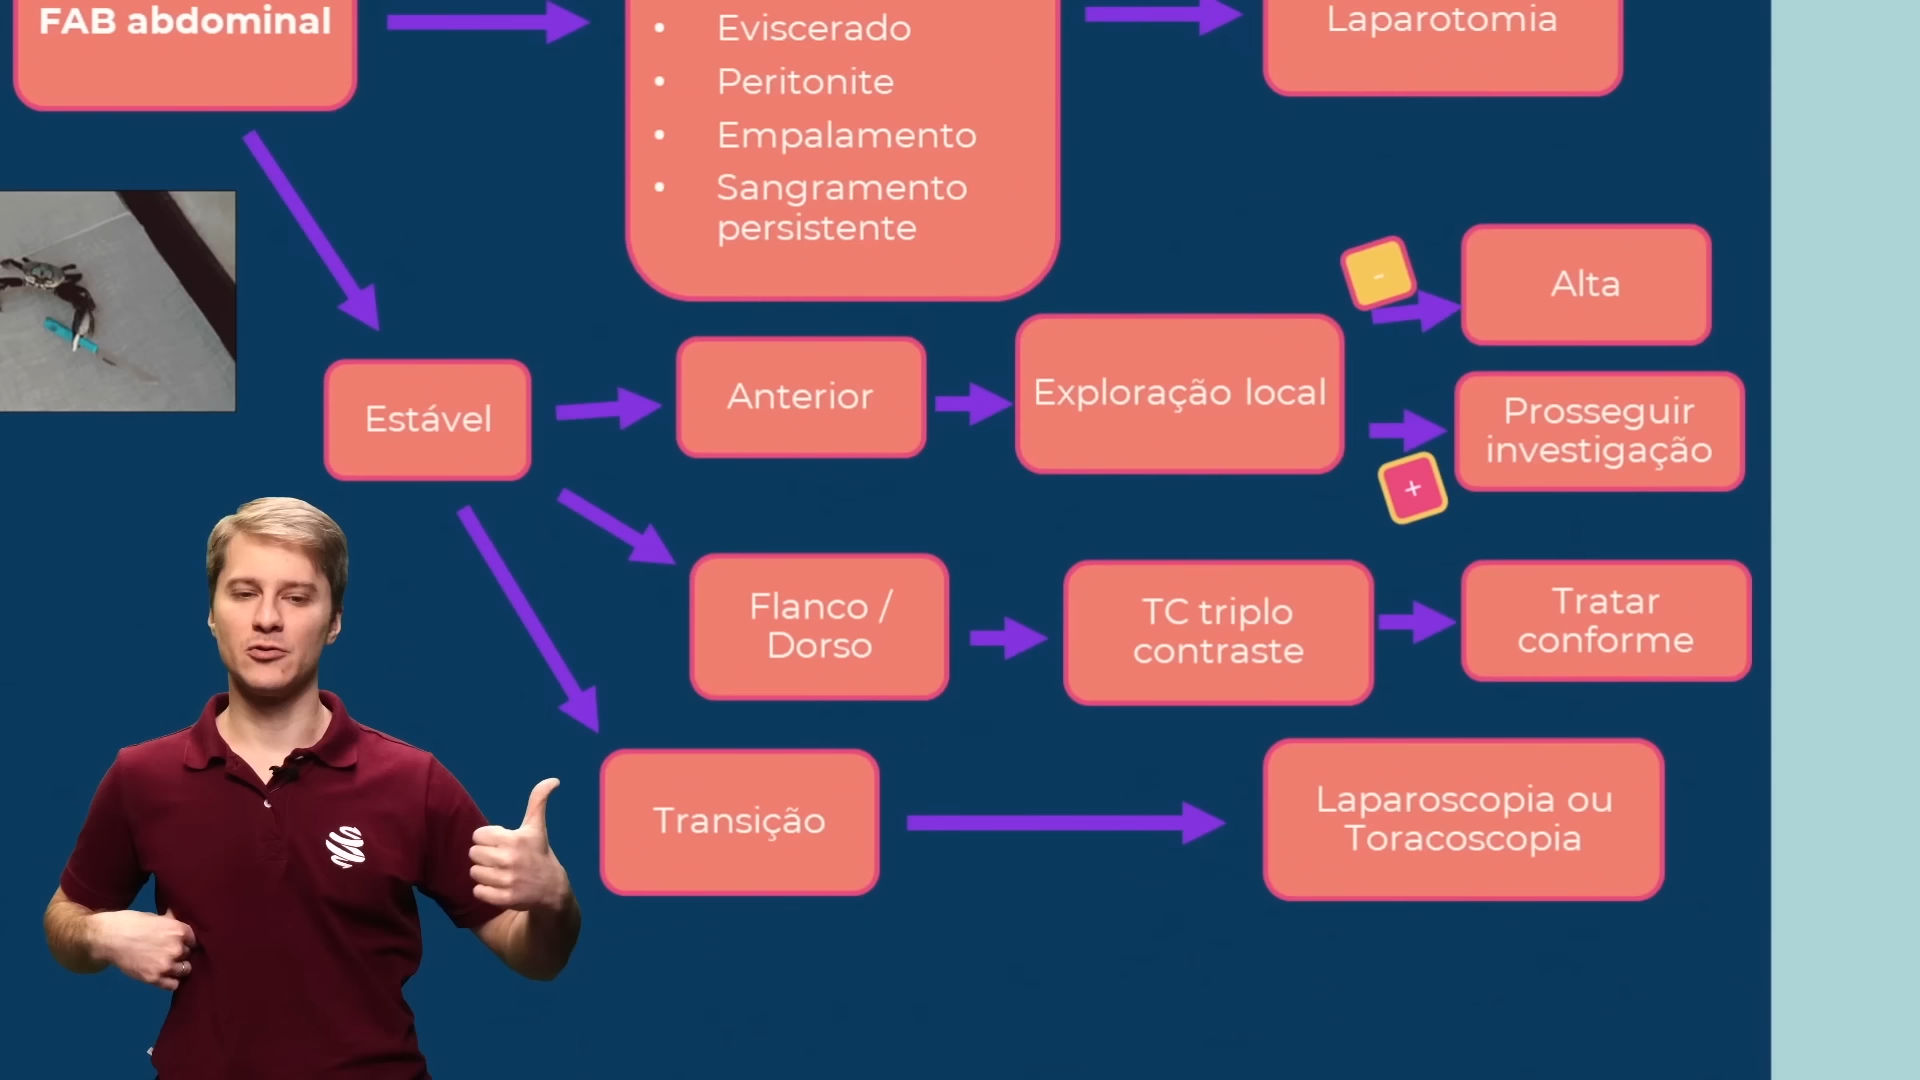 FAB abdominal
• Eviscerado
• Peritonite
• Empalamento
• Sangramento
persistente
Laparotomia
-
Alta
Estável
Anterior
Exploração local
Prosseguir
investigação
+
Flanco /
Dorso
TC triplo
contraste
Tratar
conforme
Transição
Laparoscopia ou
Toracoscopia